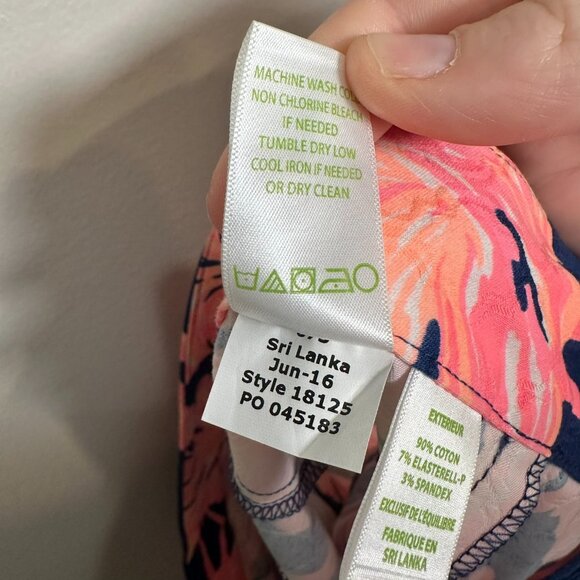 MACHINE WASH
NON CHLORINE BLEACH
IF NEEDED
TUMBLE DRY LOW
COOL IRON IF NEEDED
OR DRY CLEAN
Sri Lanka
Jun-16
Style 18125
PO 045183
EXTERIEUR
90% COTON
7% ELASTERELL-P
3% SPANDEX
EXCLUSIF DE L'ÉQUILIBRE
FABRIQUE EN
SRI LANKA